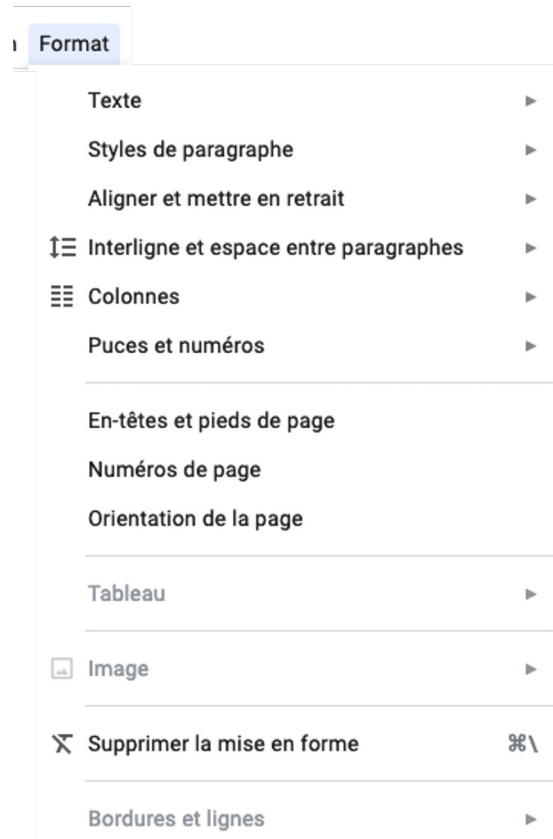 Format
Texte
Styles de paragraphe
Aligner et mettre en retrait
Interligne et espace entre paragraphes
Colonnes
Puces et numéros
En-têtes et pieds de page
Numéros de page
Orientation de la page
Tableau
Image
Supprimer la mise en forme ⌘\
Bordures et lignes